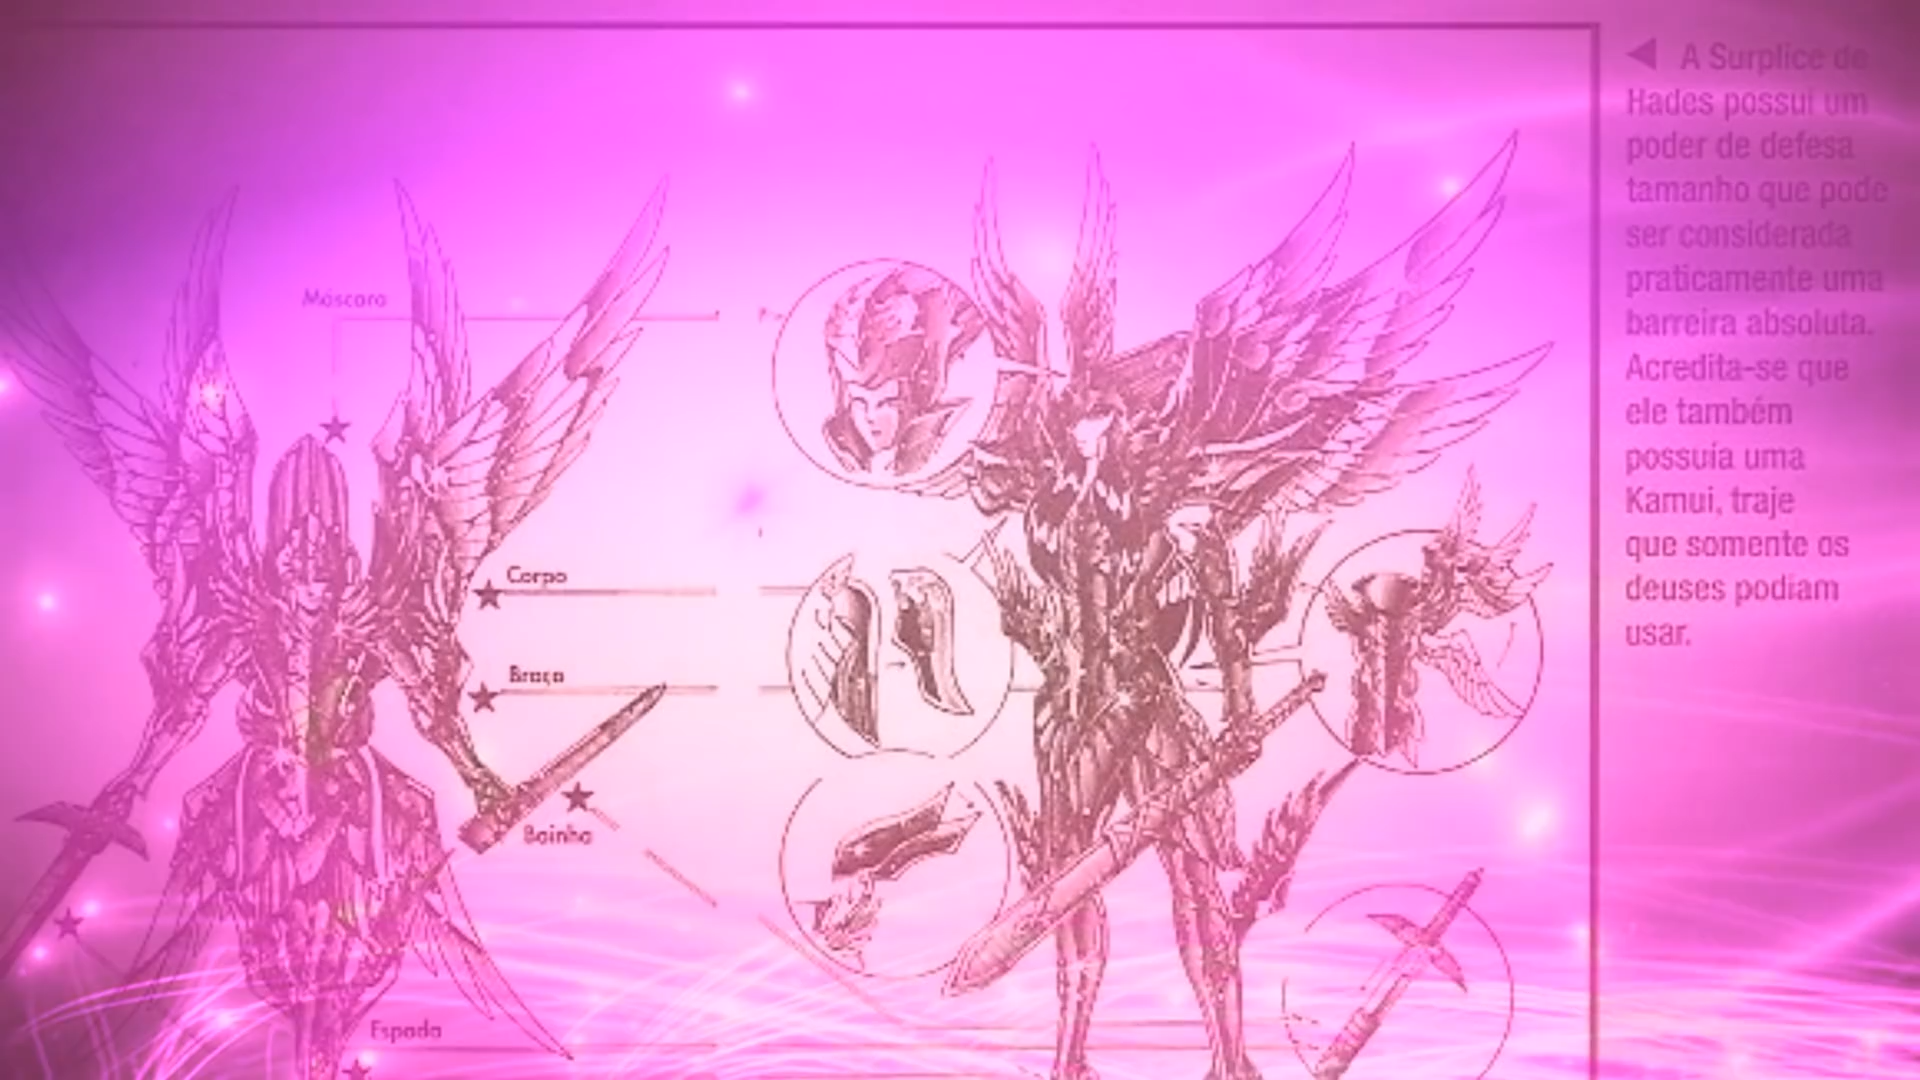 ◀ A Surplice de
Hades possui um
poder de defesa
tamanho que pode
ser considerada
praticamente uma
barreira absoluta.
Acredita-se que
ele também
possuía uma
Kamui, traje
que somente os
deuses podiam
usar.
Máscara
Corpo
Braço
Bainha
Espada